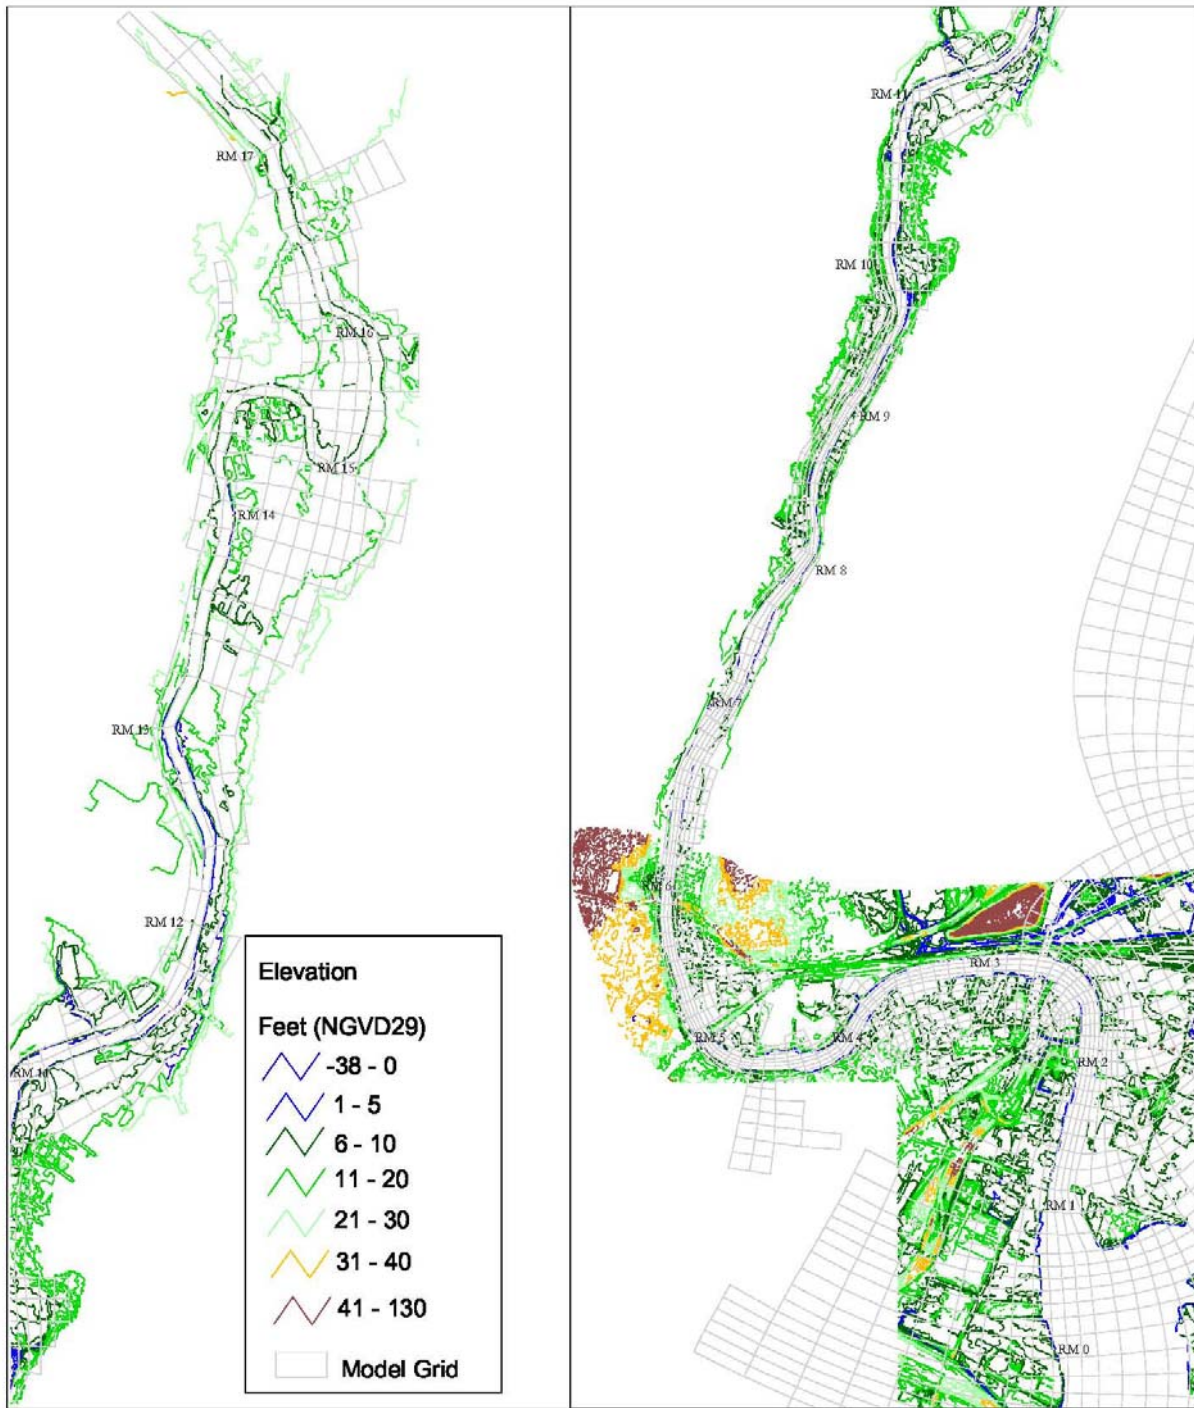 RM 17
RM 16
RM 15
RM 14
RM 13
RM 12
RM 11
Elevation
Feet (NGVD29)
-38 - 0
1 - 5
6 - 10
11 - 20
21 - 30
31 - 40
41 - 130
Model Grid
RM 11
RM 10
RM 9
RM 8
RM 7
RM 6
RM 3
RM 5
RM 4
RM 2
RM 1
RM 0